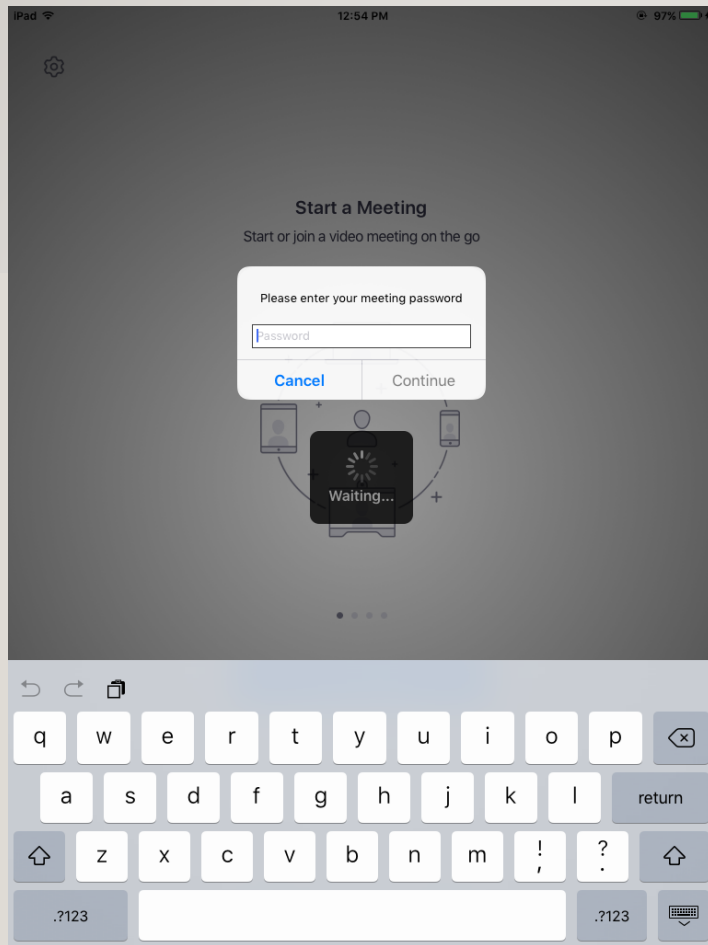 iPad 12:54 PM 97%
Start a Meeting
Start or join a video meeting on the go
Please enter your meeting password
Password
Cancel Continue
Waiting...
q w e r t y u i o p
a s d f g h j k l return
z x c v b n m ! , ? .
.?123 .?123